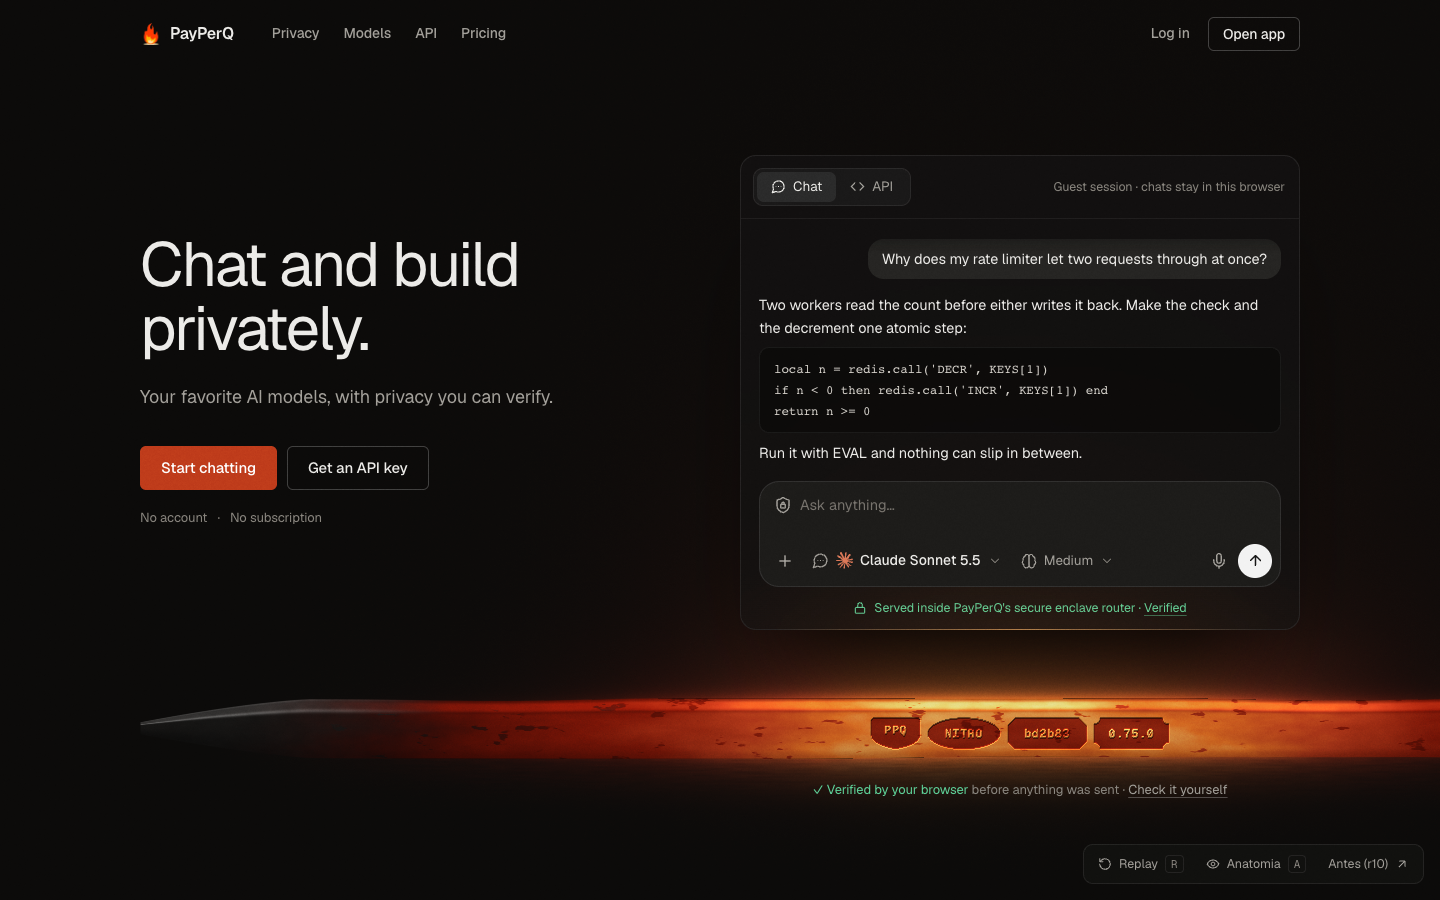 PayPerQ Privacy Models API Pricing Log in Open app
Chat API Guest session · chats stay in this browser
Why does my rate limiter let two requests through at once?
Two workers read the count before either writes it back. Make the check and
the decrement one atomic step:
local n = redis.call('DECR', KEYS[1])
if n < 0 then redis.call('INCR', KEYS[1]) end
return n >= 0
Run it with EVAL and nothing can slip in between.
Ask anything...
+ Claude Sonnet 5.5 Medium
Served inside PayPerQ's secure enclave router · Verified
Chat and build
privately.
Your favorite AI models, with privacy you can verify.
Start chatting Get an API key
No account · No subscription
PPQ NITRO bd2b83 0.75.0
✓ Verified by your browser before anything was sent · Check it yourself
Replay R Anatomia A Antes (r10) ↗